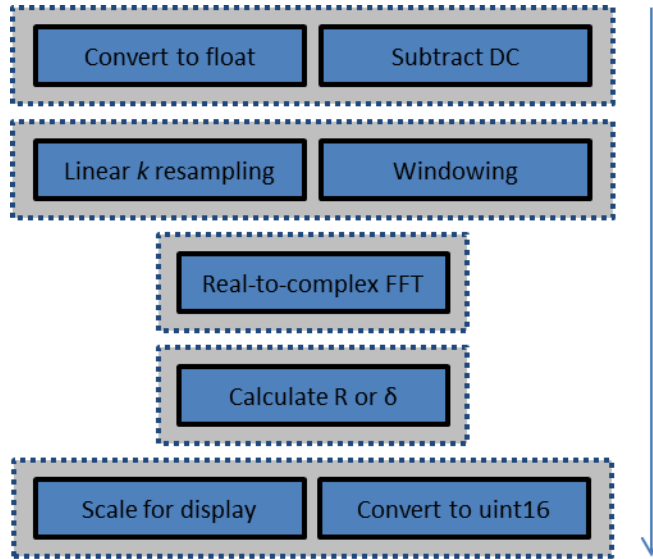 Convert to float
Subtract DC
Linear k resampling
Windowing
Real-to-complex FFT
Calculate R or δ
Scale for display
Convert to uint16